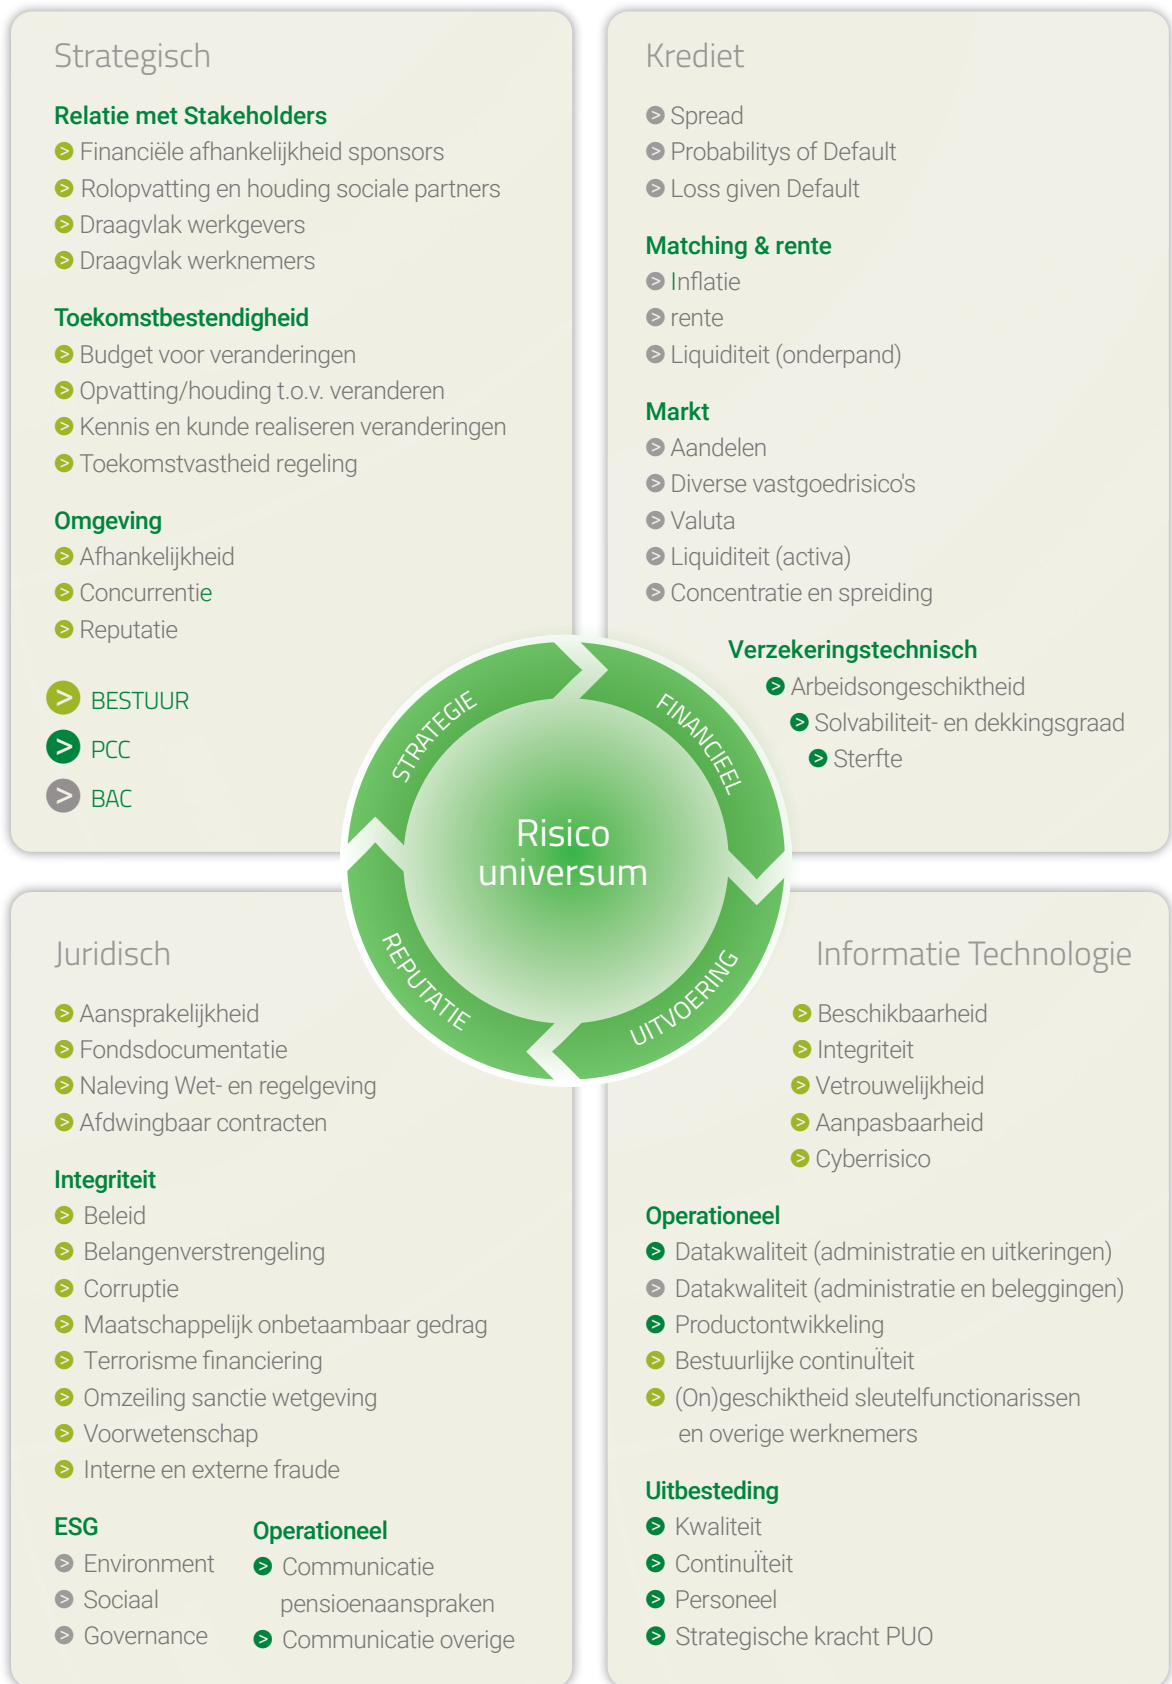 Strategisch
Relatie met Stakeholders
Financiële afhankelijkheid sponsors
Rolopvatting en houding sociale partners
Draagvlak werkgevers
Draagvlak werknemers
Toekomstbestendigheid
Budget voor veranderingen
Opvatting/houding t.o.v. veranderen
Kennis en kunde realiseren veranderingen
Toekomstvastheid regeling
Omgeving
Afhankelijkheid
Concurrentie
Reputatie
BESTUUR
PCC
BAC
Krediet
Spread
Probabilitys of Default
Loss given Default
Matching & rente
Inflatie
rente
Liquiditeit (onderpand)
Markt
Aandelen
Diverse vastgoedrisico's
Valuta
Liquiditeit (activa)
Concentratie en spreiding
Verzekeringstechnisch
Arbeidsongeschiktheid
Solvabiliteit- en dekkingsgraad
Sterfte
STRATEGIE
FINANCIEEL
Risico
universum
REPUTATIE
UITVOERING
Juridisch
Aansprakelijkheid
Fondsdocumentatie
Naleving Wet- en regelgeving
Afdwingbaar contracten
Integriteit
Beleid
Belangenverstrengeling
Corruptie
Maatschappelijk onbetaambaar gedrag
Terrorisme financiering
Omzeiling sanctie wetgeving
Voorwetenschap
Interne en externe fraude
ESG
Environment
Sociaal
Governance
Operationeel
Communicatie
pensioenaanspraken
Communicatie overige
Informatie Technologie
Beschikbaarheid
Integriteit
Vetrouwelijkheid
Aanpasbaarheid
Cyberrisico
Operationeel
Datakwaliteit (administratie en uitkeringen)
Datakwaliteit (administratie en beleggingen)
Productontwikkeling
Bestuurlijke continuÏteit
(On)geschiktheid sleutelfunctionarissen
en overige werknemers
Uitbesteding
Kwaliteit
ContinuÏteit
Personeel
Strategische kracht PUO